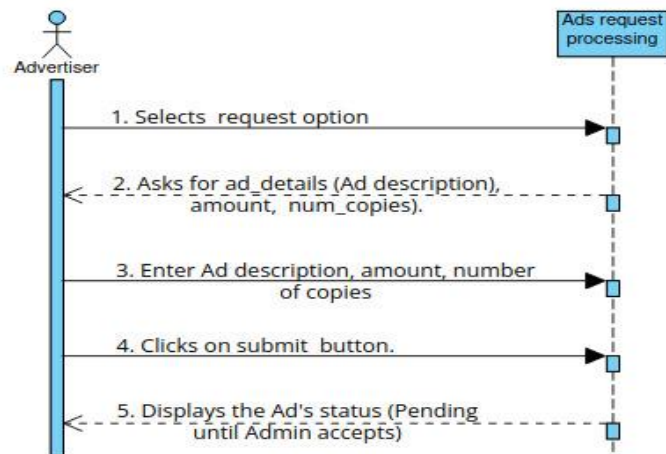 Ads request
processing
Advertiser
1. Selects request option
2. Asks for ad_details (Ad description),
amount, num_copies).
3. Enter Ad description, amount, number
of copies
4. Clicks on submit button.
5. Displays the Ad's status (Pending
until Admin accepts)